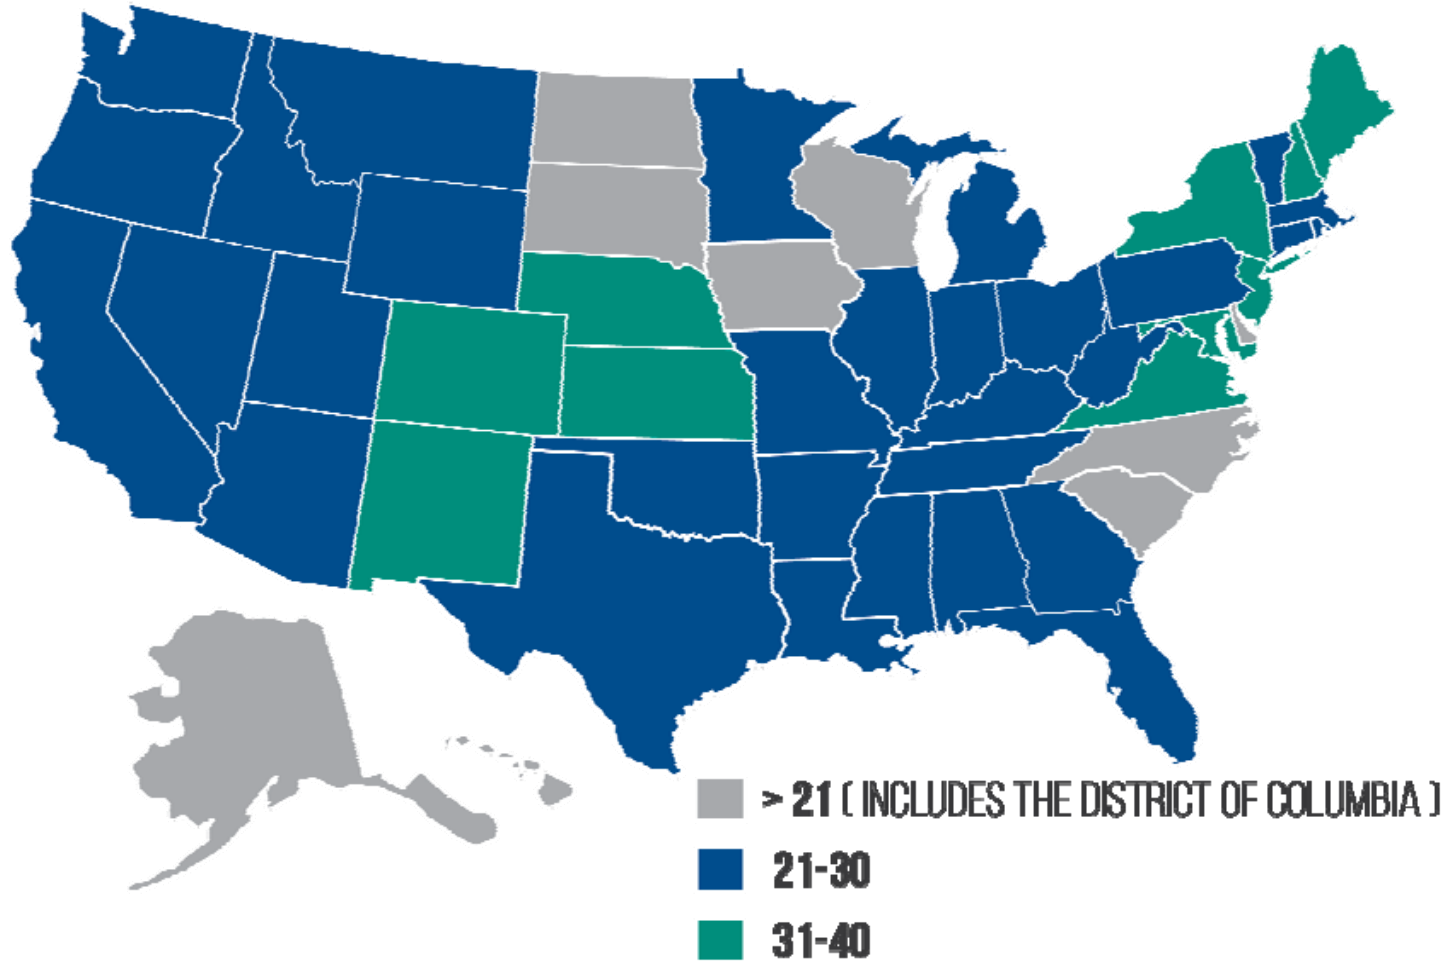 > 21 ( INCLUDES THE DISTRICT OF COLUMBIA )
21-30
31-40